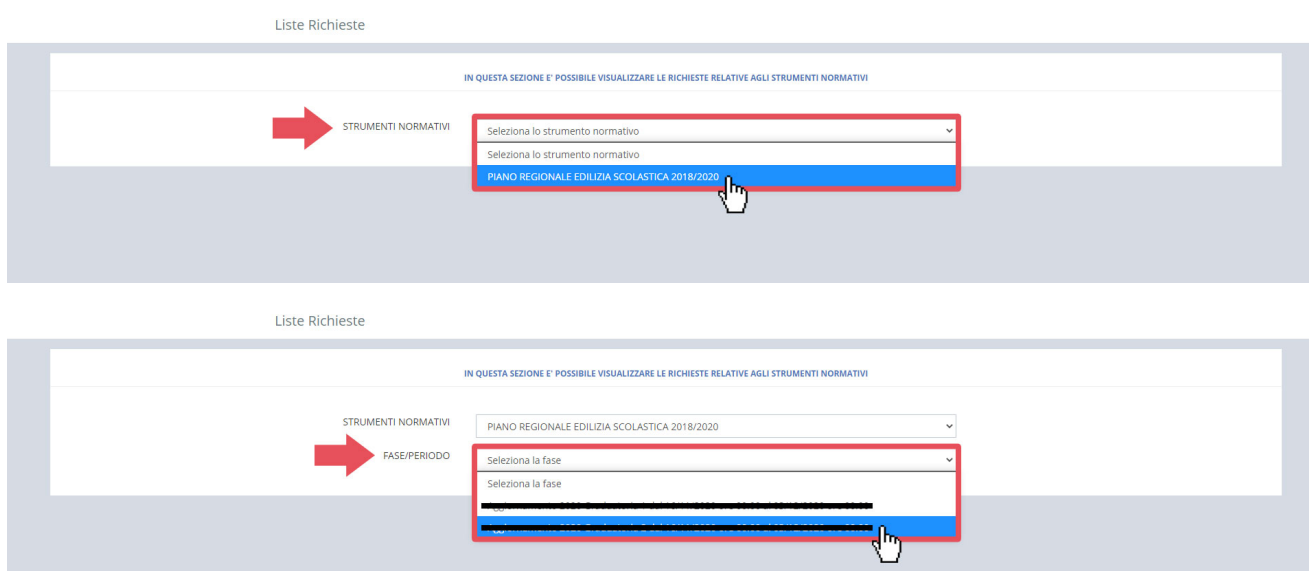 Liste Richieste
IN QUESTA SEZIONE E' POSSIBILE VISUALIZZARE LE RICHIESTE RELATIVE AGLI STRUMENTI NORMATIVI
STRUMENTI NORMATIVI
Seleziona lo strumento normativo
Seleziona lo strumento normativo
PIANO REGIONALE EDILIZIA SCOLASTICA 2018/2020
Liste Richieste
IN QUESTA SEZIONE E' POSSIBILE VISUALIZZARE LE RICHIESTE RELATIVE AGLI STRUMENTI NORMATIVI
STRUMENTI NORMATIVI
PIANO REGIONALE EDILIZIA SCOLASTICA 2018/2020
FASE/PERIODO
Seleziona la fase
Seleziona la fase